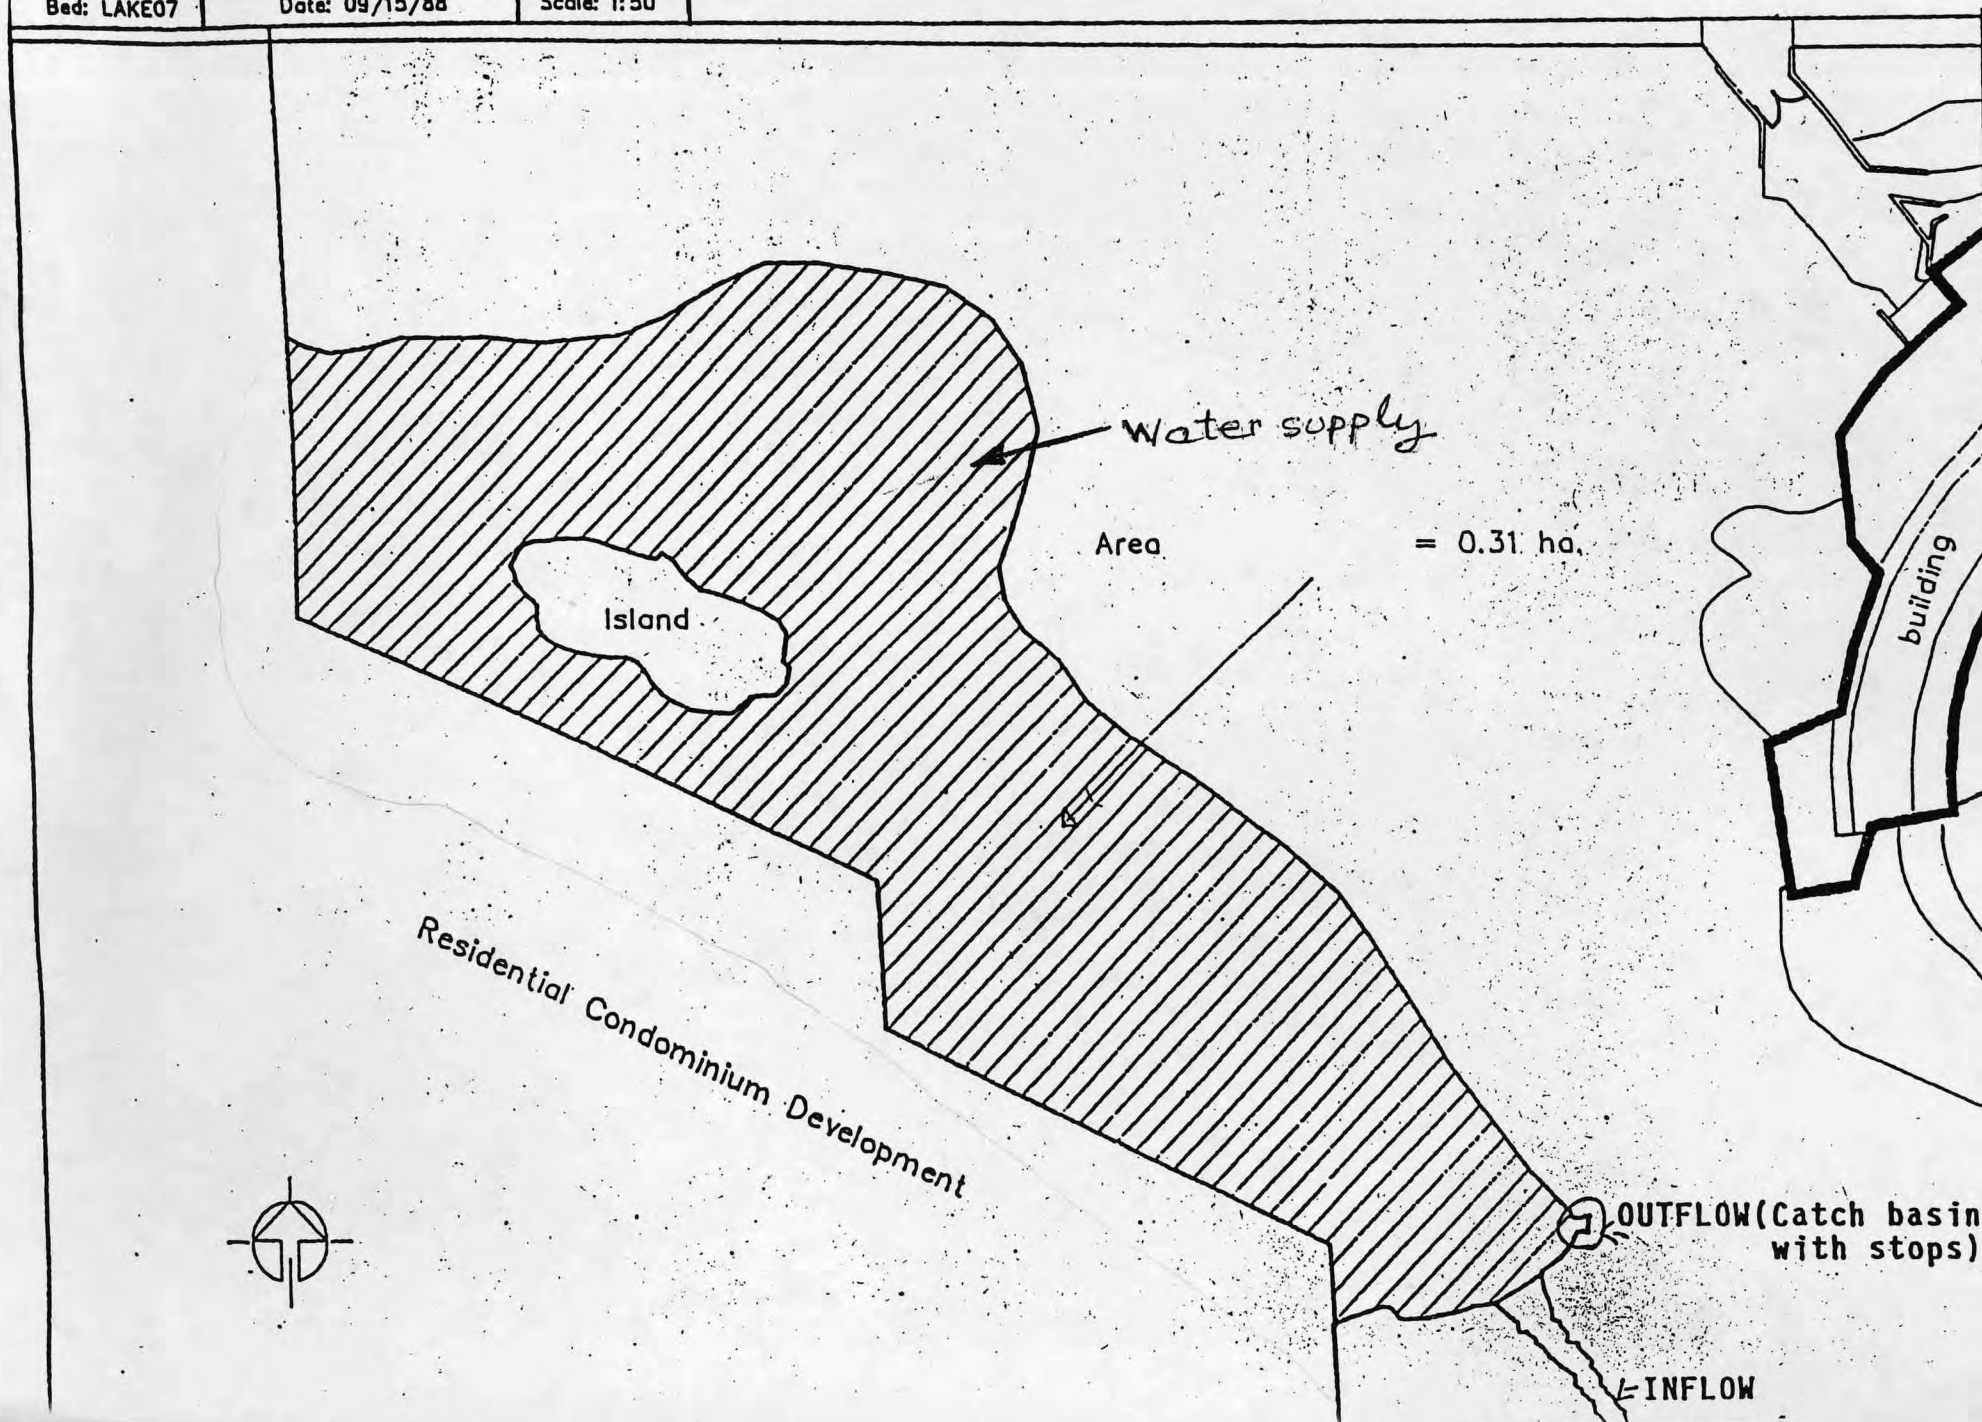 Bed: LAKE07
Date: 09/15/88
Scale: 1:50
Water supply
Area = 0.31 ha.
building
Island
Residential Condominium Development
OUTFLOW(Catch basin
with stops)
INFLOW